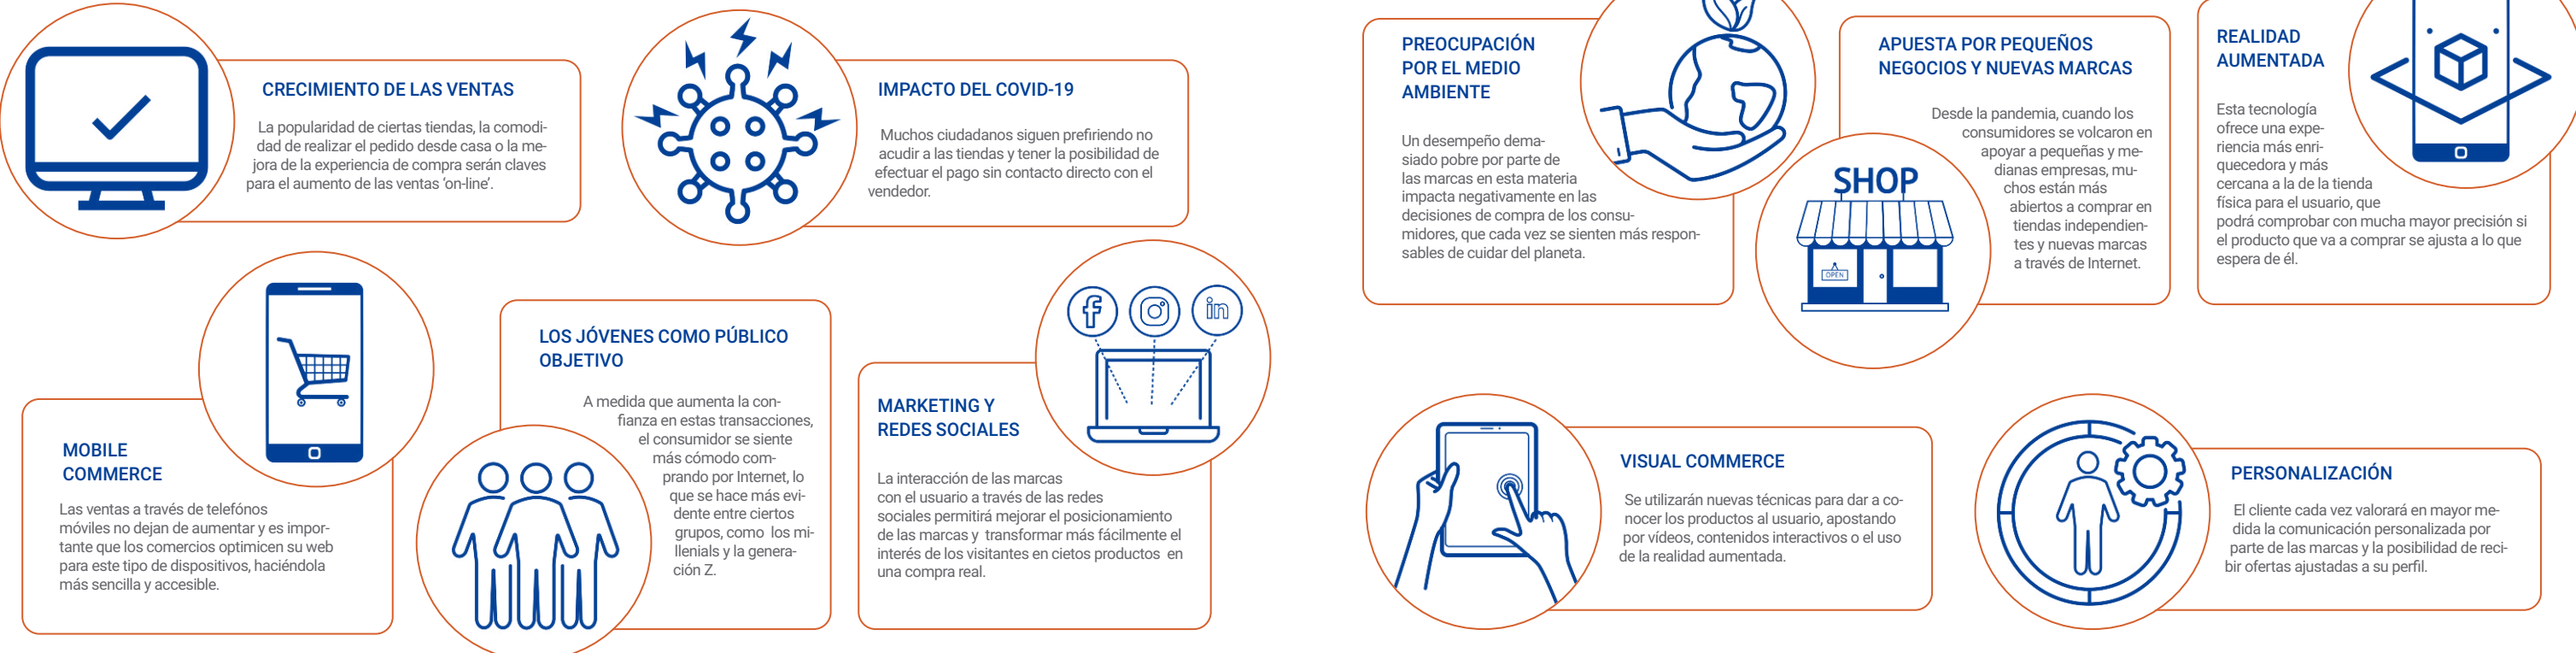 CRECIMIENTO DE LAS VENTAS
La popularidad de ciertas tiendas, la comodi-
dad de realizar el pedido desde casa o la me-
jora de la experiencia de compra serán claves
para el aumento de las ventas ‘on-line’.
IMPACTO DEL COVID-19
Muchos ciudadanos siguen prefiriendo no
acudir a las tiendas y tener la posibilidad de
efectuar el pago sin contacto directo con el
vendedor.
MOBILE
COMMERCE
Las ventas a través de telefónos
móviles no dejan de aumentar y es impor-
tante que los comercios optimicen su web
para este tipo de dispositivos, haciéndola
más sencilla y accesible.
LOS JÓVENES COMO PÚBLICO
OBJETIVO
A medida que aumenta la con-
fianza en estas transacciones,
el consumidor se siente
más cómodo com-
prando por Internet, lo
que se hace más evi-
dente entre ciertos
grupos, como los mi-
llenials y la genera-
ción Z.
f
in
MARKETING Y
REDES SOCIALES
La interacción de las marcas
con el usuario a través de las redes
sociales permitirá mejorar el posicionamiento
de las marcas y transformar más fácilmente el
interés de los visitantes en cietos productos en
una compra real.
PREOCUPACIÓN
POR EL MEDIO
AMBIENTE
Un desempeño dema-
siado pobre por parte de
las marcas en esta materia
impacta negativamente en las
decisiones de compra de los consu-
midores, que cada vez se sienten más respon-
sables de cuidar del planeta.
APUESTA POR PEQUEÑOS
NEGOCIOS Y NUEVAS MARCAS
Desde la pandemia, cuando los
consumidores se volcaron en
apoyar a pequeñas y me-
dianas empresas, mu-
chos están más
abiertos a comprar en
tiendas independien-
tes y nuevas marcas
a través de Internet.
SHOP
OPEN
REALIDAD
AUMENTADA
Esta tecnología
ofrece una expe-
riencia más enri-
quecedora y más
cercana a la de la tienda
física para el usuario, que
podrá comprobar con mucha mayor precisión si
el producto que va a comprar se ajusta a lo que
espera de él.
VISUAL COMMERCE
Se utilizarán nuevas técnicas para dar a co-
nocer los productos al usuario, apostando
por vídeos, contenidos interactivos o el uso
de la realidad aumentada.
PERSONALIZACIÓN
El cliente cada vez valorará en mayor me-
dida la comunicación personalizada por
parte de las marcas y la posibilidad de reci-
bir ofertas ajustadas a su perfil.